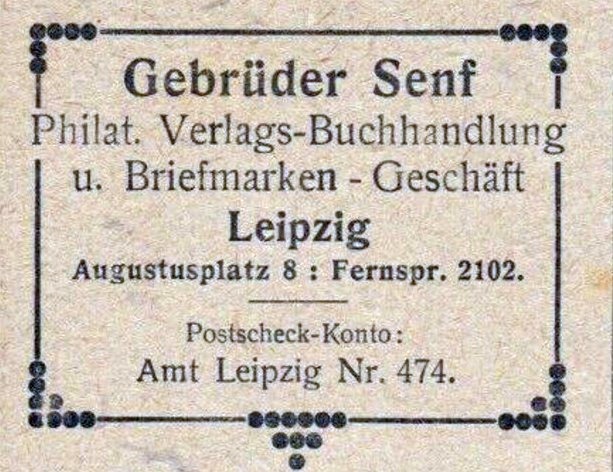 Gebrüder Senf
Philat. Verlags-Buchhandlung
u. Briefmarken - Geschäft
Leipzig
Augustusplatz 8 : Fernspr. 2102.
Postscheck-Konto:
Amt Leipzig Nr. 474.